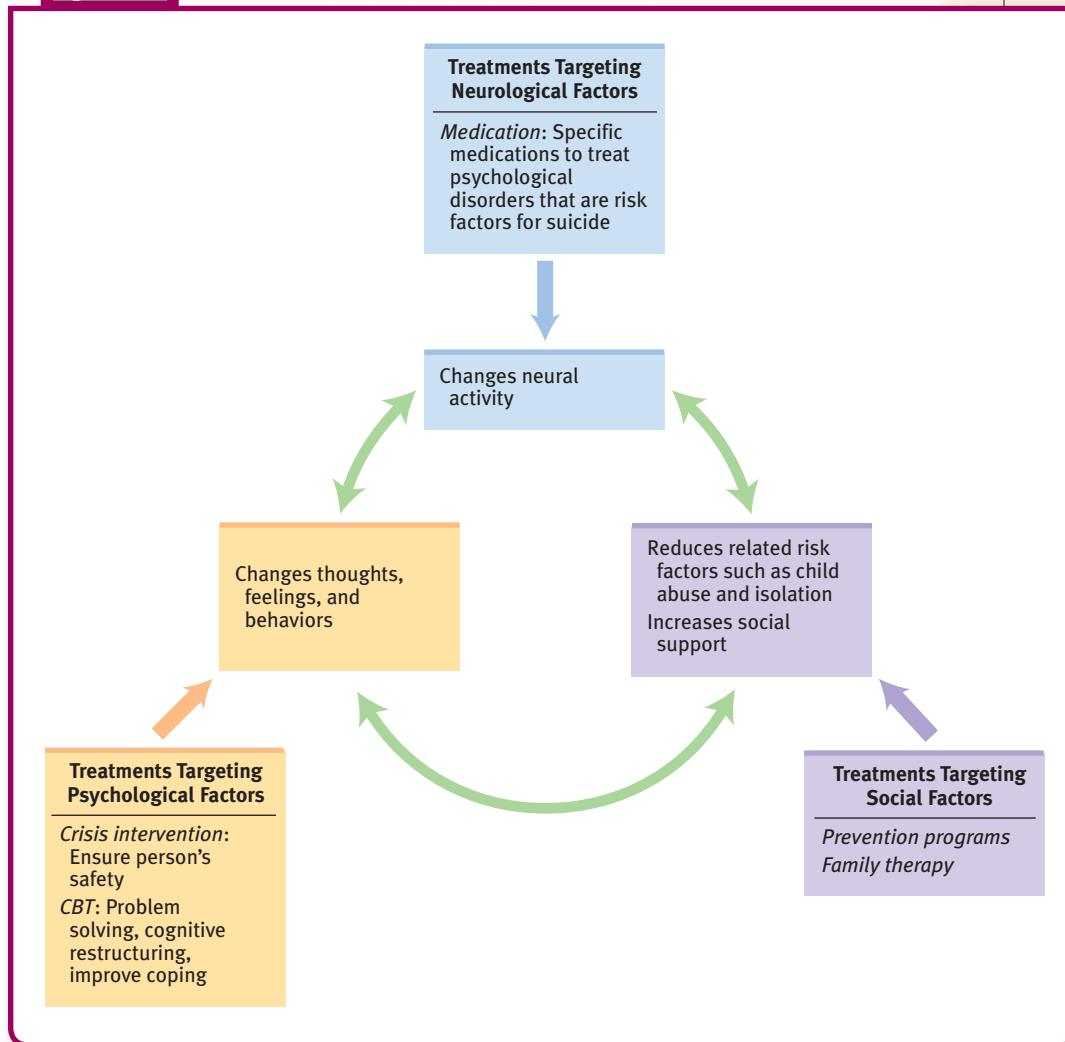 Treatments Targeting
Neurological Factors
Medication: Specific
medications to treat
psychological
disorders that are risk
factors for suicide
Changes neural
activity
Changes thoughts,
feelings, and
behaviors
Reduces related risk
factors such as child
abuse and isolation
Increases social
support
Treatments Targeting
Psychological Factors
Crisis intervention:
Ensure person’s
safety
CBT: Problem
solving, cognitive
restructuring,
improve coping
Treatments Targeting
Social Factors
Prevention programs
Family therapy